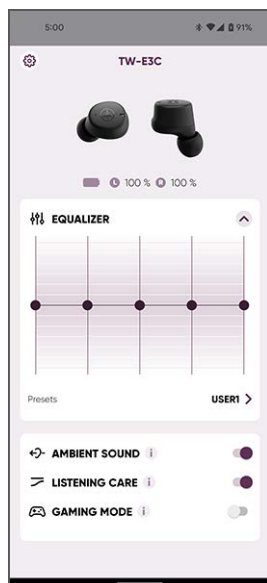 5:00 91%
TW-E3C
L 100 % R 100 %
EQUALIZER
Presets USER1
AMBIENT SOUND i
LISTENING CARE i
GAMING MODE i